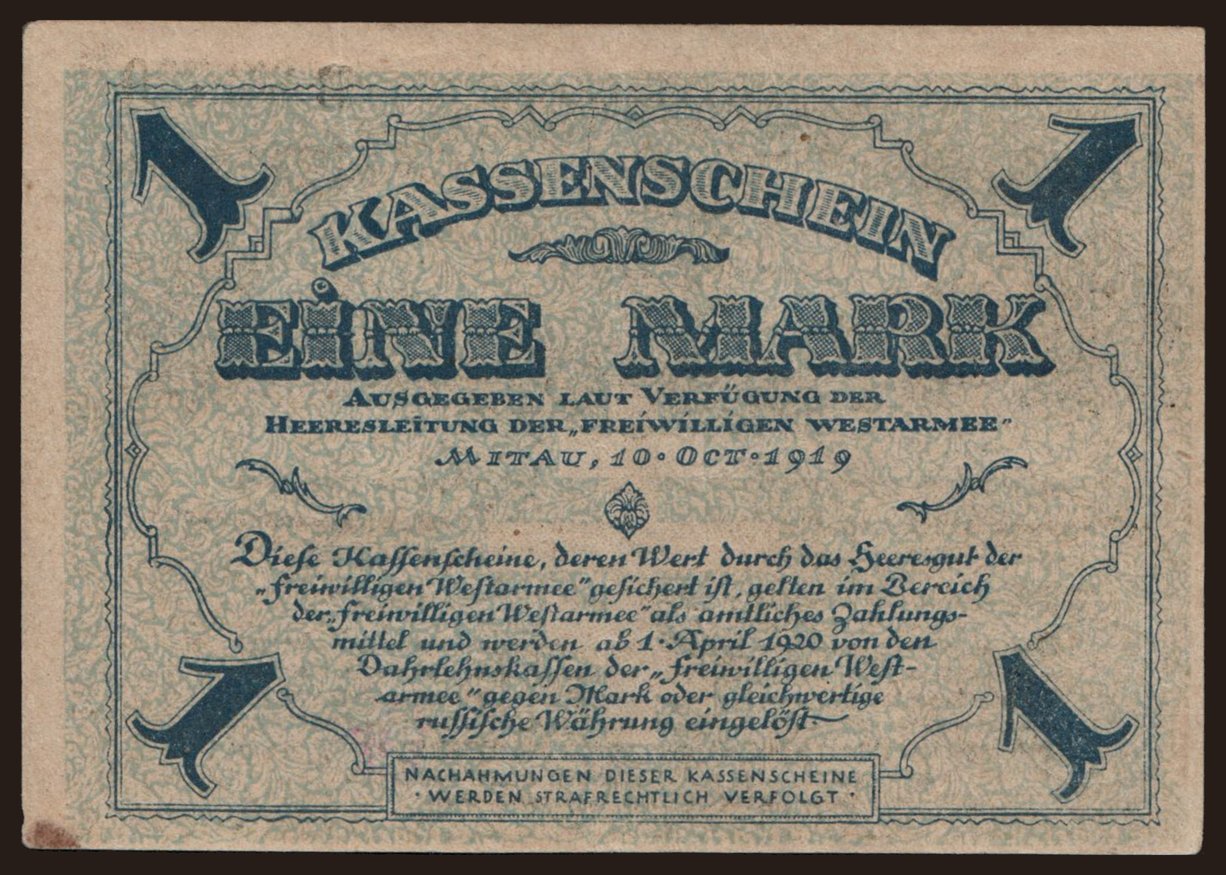 1 1
KASSENSCHEIN
EINE MARK
AUSGEGEBEN LAUT VERFÜGUNG DER
HEERESLEITUNG DER „FREIWILLIGEN WESTARMEE"
MITAU, 10·OCT·1919
Diese Kassenscheine, deren Wert durch das Heeresgut der
„freiwilligen Westarmee" gesichert ist, gelten im Bereich
der „freiwilligen Westarmee" als amtliches Zahlungs-
mittel und werden ab 1·April 1920 von den
Dahrlehnskassen der „freiwilligen West-
armee" gegen Mark oder gleichwertige
russische Währung eingelöst
1 1
NACHAHMUNGEN DIESER KASSENSCHEINE
·WERDEN STRAFRECHTLICH VERFOLGT·